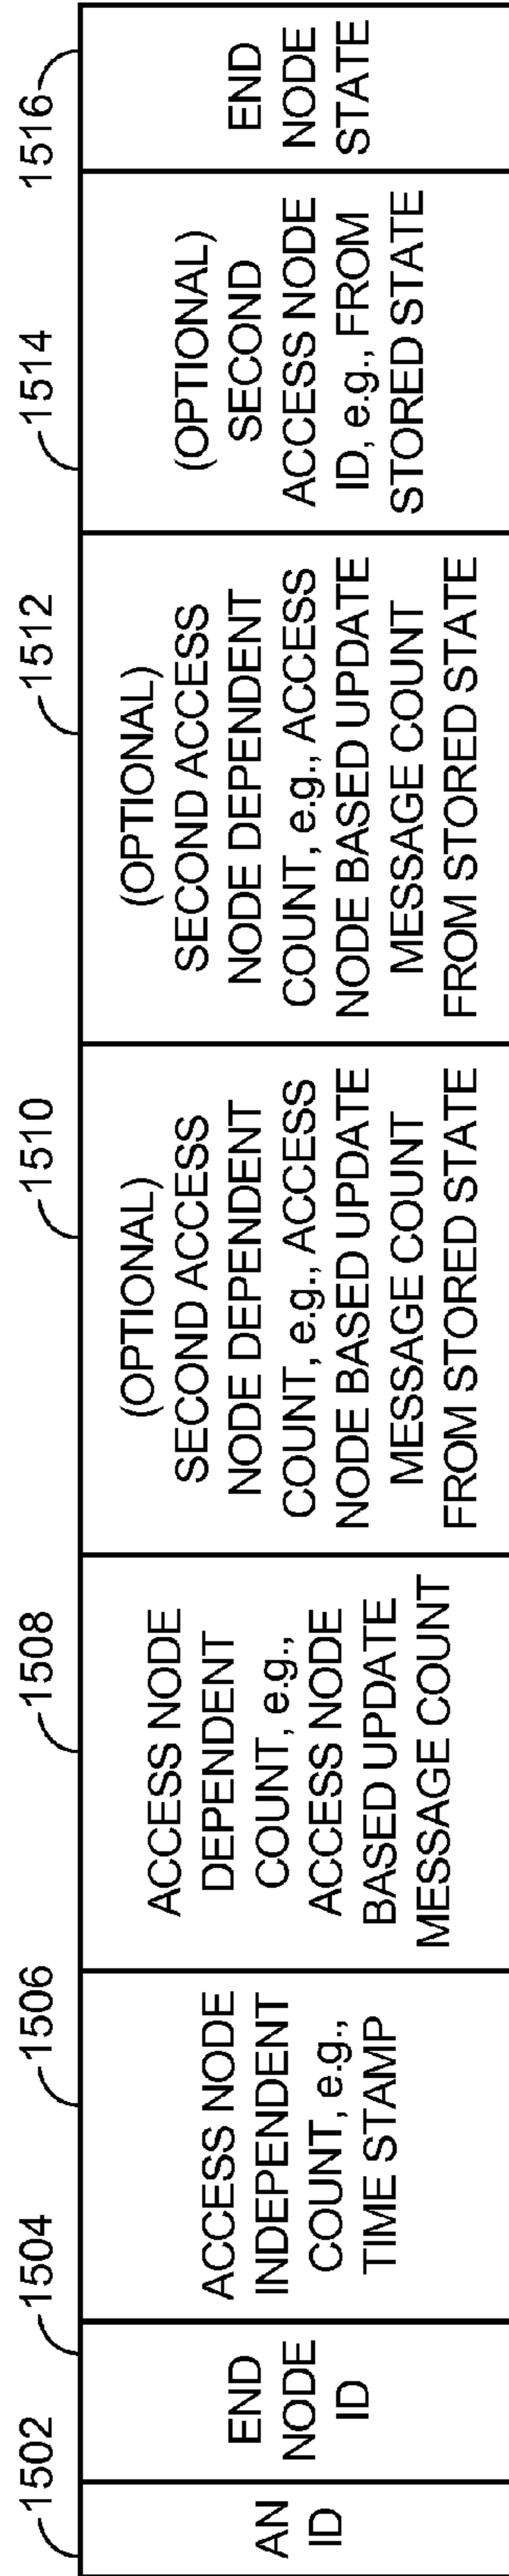 1502
1504
1506
1508
1510
1512
1514
1516
AN
ID
END
NODE
ID
ACCESS NODE
INDEPENDENT
COUNT, e.g.,
TIME STAMP
ACCESS NODE
DEPENDENT
COUNT, e.g.,
ACCESS NODE
BASED UPDATE
MESSAGE COUNT
(OPTIONAL)
SECOND ACCESS
NODE DEPENDENT
COUNT, e.g., ACCESS
NODE BASED UPDATE
MESSAGE COUNT
FROM STORED STATE
(OPTIONAL)
SECOND ACCESS
NODE DEPENDENT
COUNT, e.g., ACCESS
NODE BASED UPDATE
MESSAGE COUNT
FROM STORED STATE
(OPTIONAL)
SECOND
ACCESS NODE
ID, e.g., FROM
STORED STATE
END
NODE
STATE